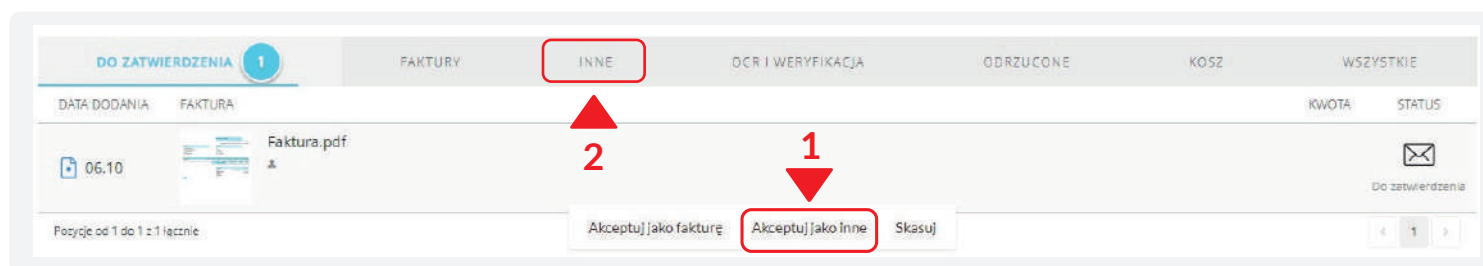 DO ZATWIERDZENIA 1 FAKTURY INNE OCR I WERYFIKACJA ODRZUCONE KOSZ WSZYSTKIE
DATA DODANIA FAKTURA KWOTA STATUS
Faktura.pdf
06.10
2
1
Do zatwierdzenia
Akceptuj jako fakturę Akceptuj jako inne Skasuj
Pozycje od 1 do 1 z 1 łącznie
< 1 >